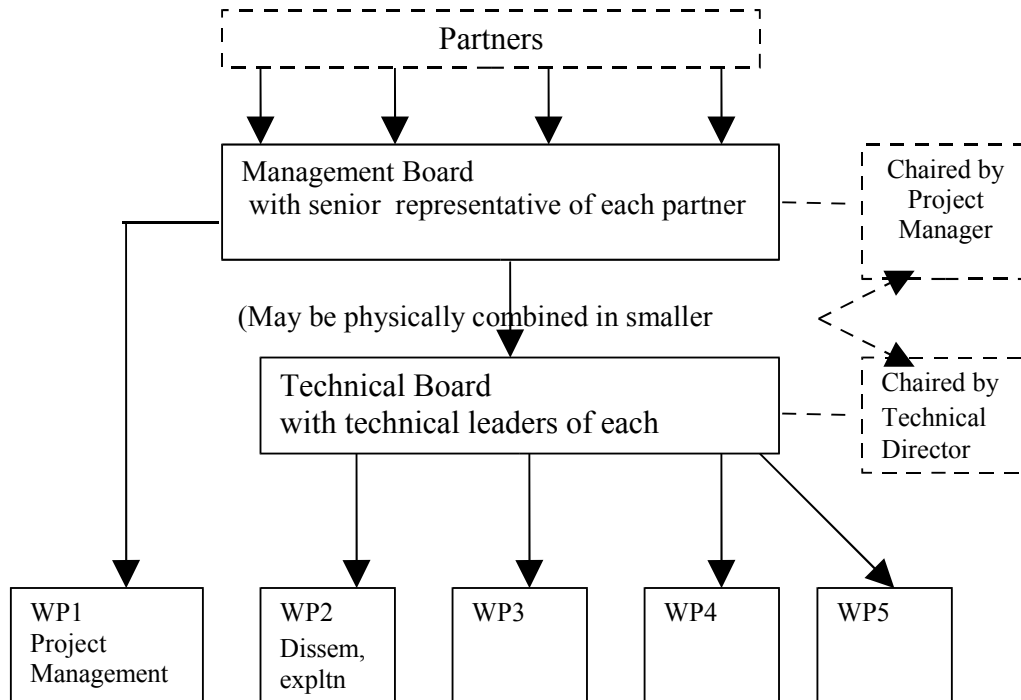 Partners
Management Board
with senior representative of each partner
Chaired by
Project
Manager
(May be physically combined in smaller
Technical Board
with technical leaders of each
Chaired by
Technical
Director
WP1
Project
Management
WP2
Dissem,
expltn
WP3
WP4
WP5